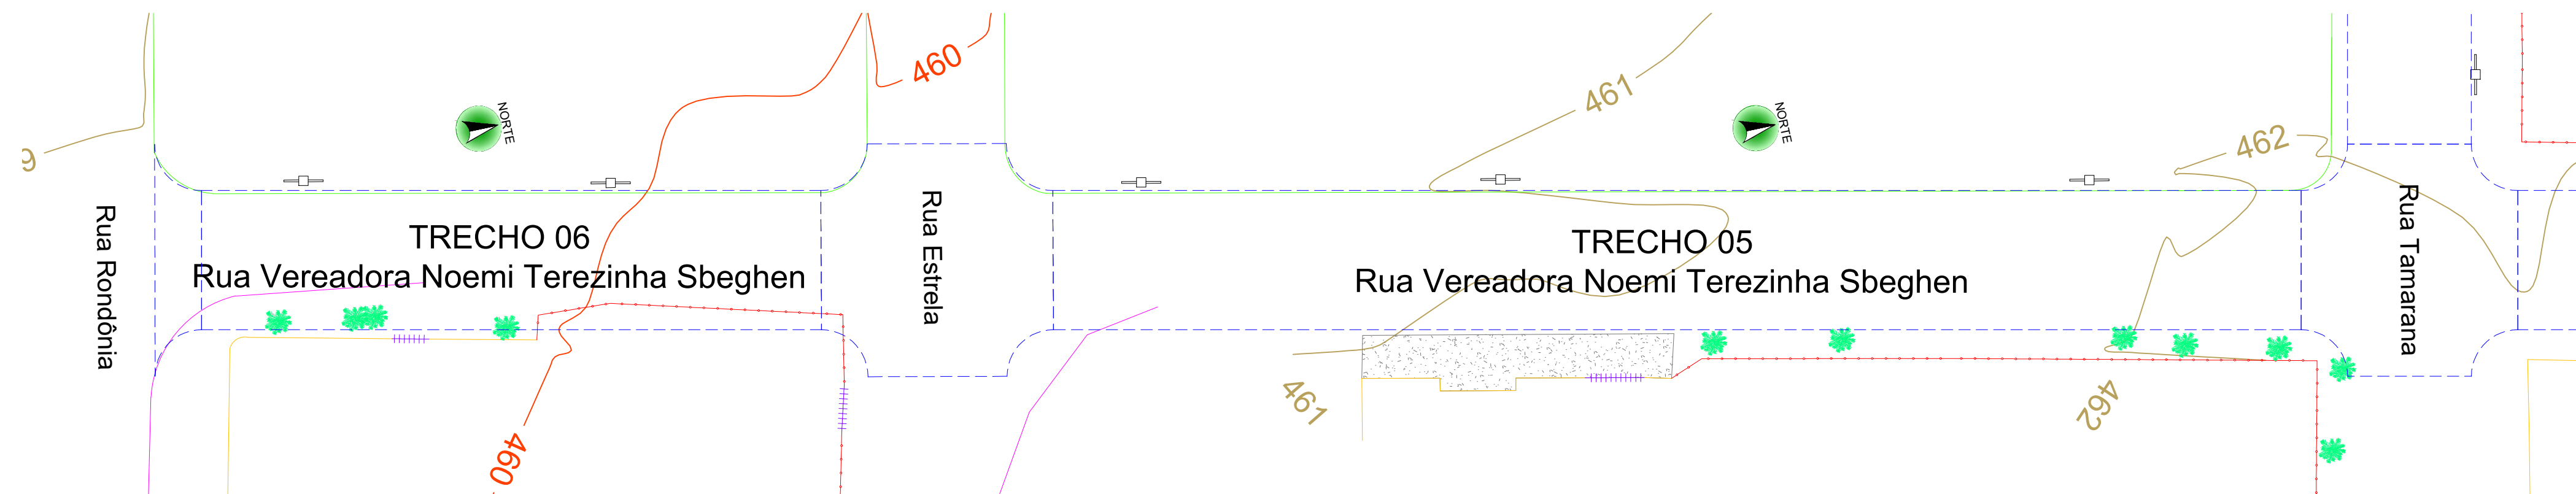 460
461
NORTE
NORTE
462
9
Rua Rondônia
TRECHO 06
Rua Vereadora Noemi Terezinha Sbeghen
Rua Estrela
TRECHO 05
Rua Vereadora Noemi Terezinha Sbeghen
Rua Tamarana
460
461
462